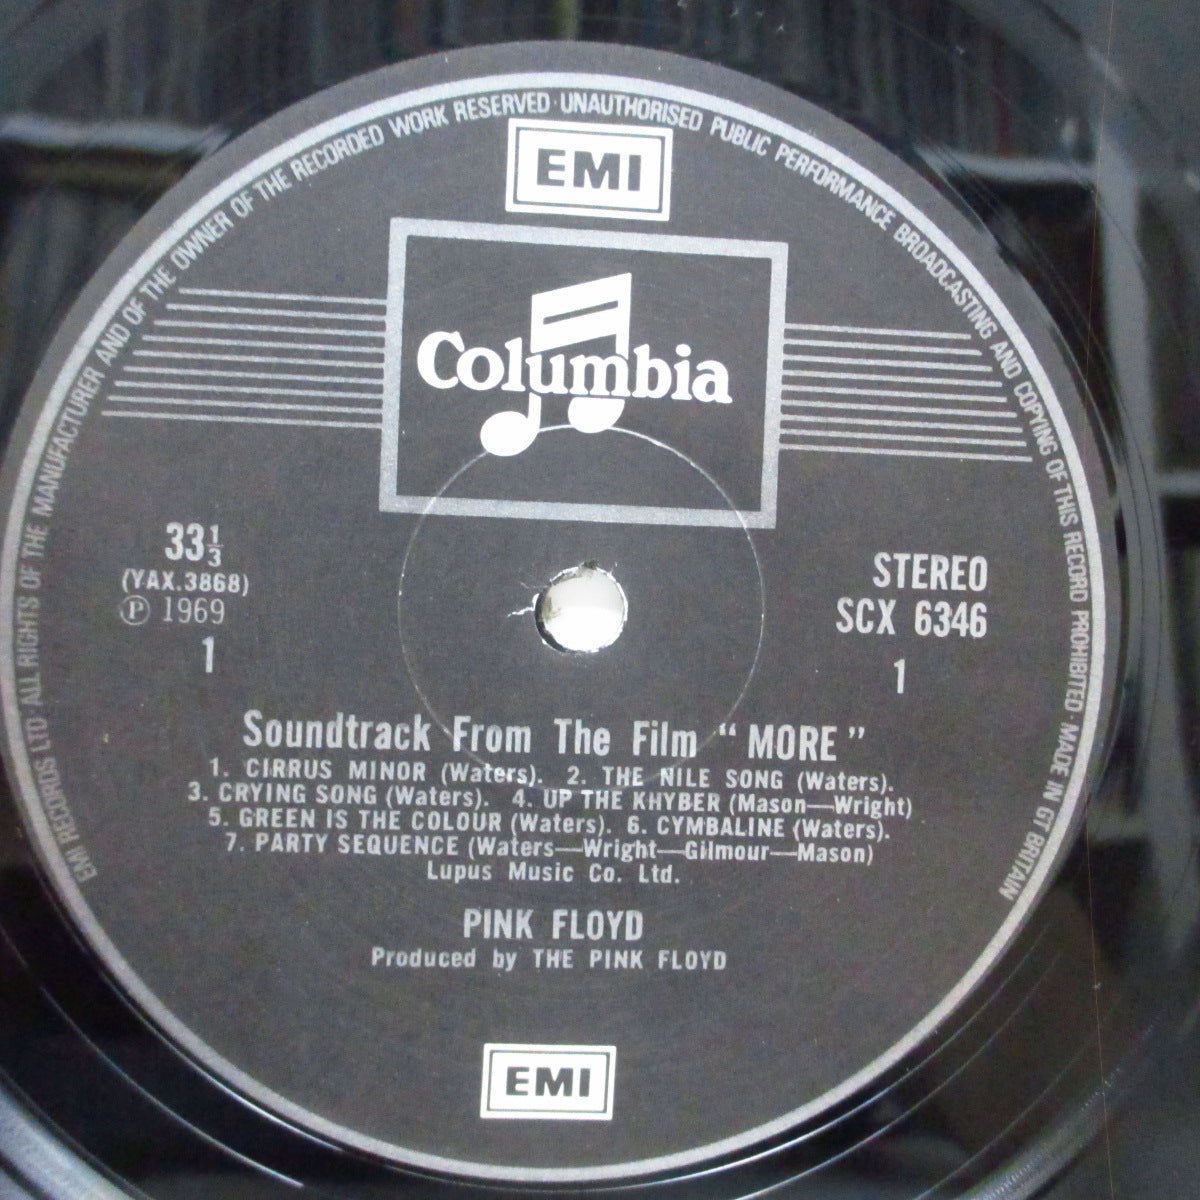 EMI RECORDS LTD · ALL RIGHTS OF THE MANUFACTURER AND OF THE OWNER OF THE RECORDED WORK RESERVED · UNAUTHORISED PUBLIC PERFORMANCE BROADCASTING AND COPYING OF THIS RECORD PROHIBITED · MADE IN GT BRITAIN
EMI
Columbia
33⅓
(YAX.3868)
Ⓟ 1969
1
STEREO
SCX 6346
1
Soundtrack From The Film "MORE"
1. CIRRUS MINOR (Waters). 2. THE NILE SONG (Waters).
3. CRYING SONG (Waters). 4. UP THE KHYBER (Mason—Wright)
5. GREEN IS THE COLOUR (Waters). 6. CYMBALINE (Waters).
7. PARTY SEQUENCE (Waters—Wright—Gilmour—Mason)
Lupus Music Co. Ltd.
PINK FLOYD
Produced by THE PINK FLOYD
EMI